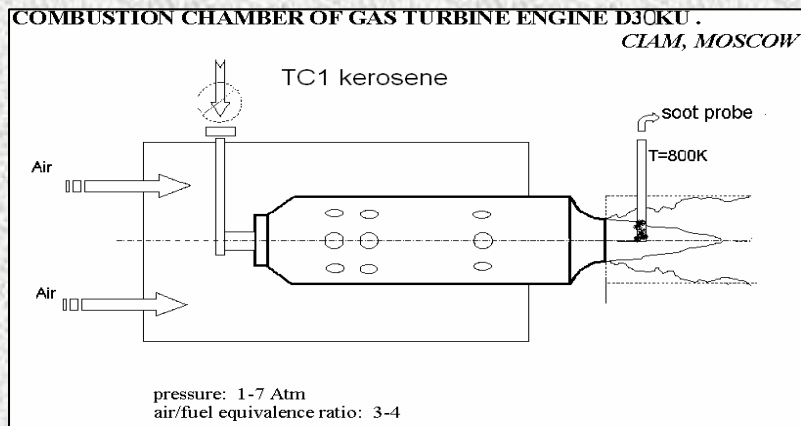 COMBUSTION CHAMBER OF GAS TURBINE ENGINE D30KU .
CIAM, MOSCOW
TC1 kerosene
soot probe
T=800K
Air
Air
pressure: 1-7 Atm
air/fuel equivalence ratio: 3-4